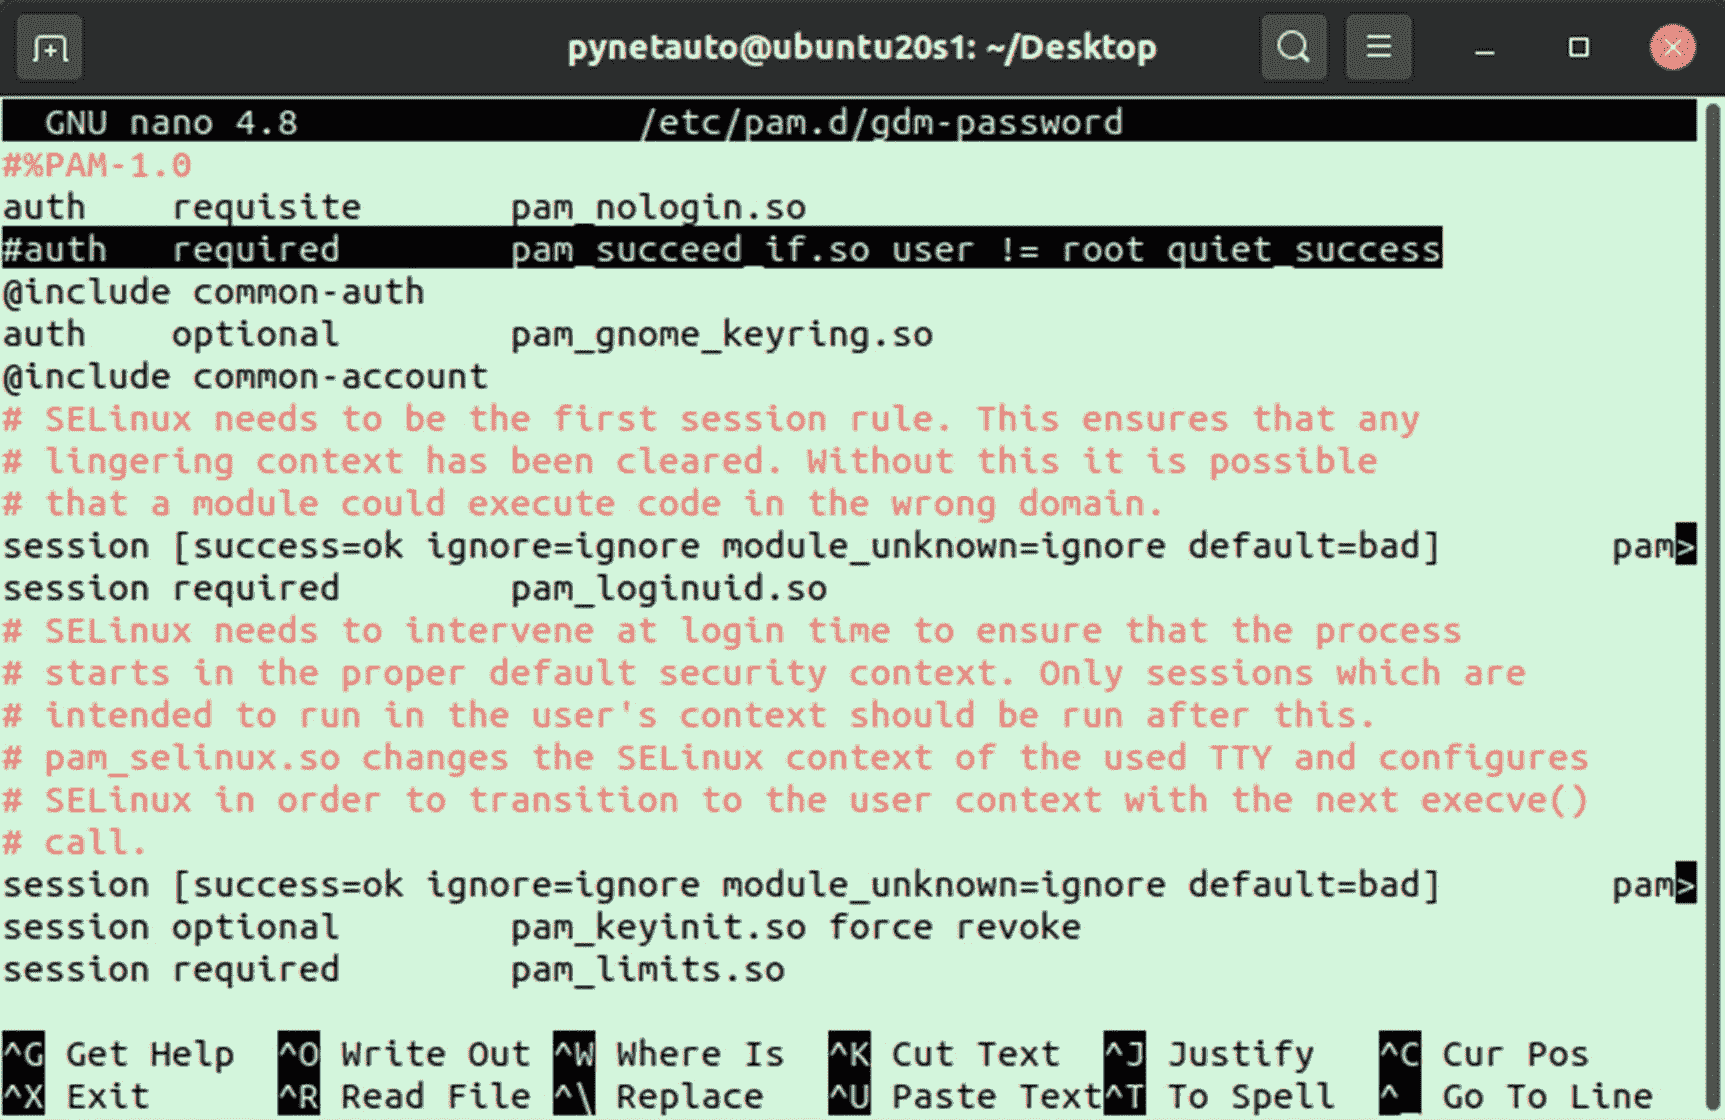 pynetauto@ubuntu20s1: ~/Desktop
GNU nano 4.8 /etc/pam.d/gdm-password
#%PAM-1.0
auth requisite pam_nologin.so
#auth required pam_succeed_if.so user != root quiet_success
@include common-auth
auth optional pam_gnome_keyring.so
@include common-account
# SELinux needs to be the first session rule. This ensures that any
# lingering context has been cleared. Without this it is possible
# that a module could execute code in the wrong domain.
session [success=ok ignore=ignore module_unknown=ignore default=bad] pam>
session required pam_loginuid.so
# SELinux needs to intervene at login time to ensure that the process
# starts in the proper default security context. Only sessions which are
# intended to run in the user's context should be run after this.
# pam_selinux.so changes the SELinux context of the used TTY and configures
# SELinux in order to transition to the user context with the next execve()
# call.
session [success=ok ignore=ignore module_unknown=ignore default=bad] pam>
session optional pam_keyinit.so force revoke
session required pam_limits.so
^G Get Help ^O Write Out ^W Where Is ^K Cut Text ^J Justify ^C Cur Pos
^X Exit ^R Read File ^\ Replace ^U Paste Text ^T To Spell ^_ Go To Line